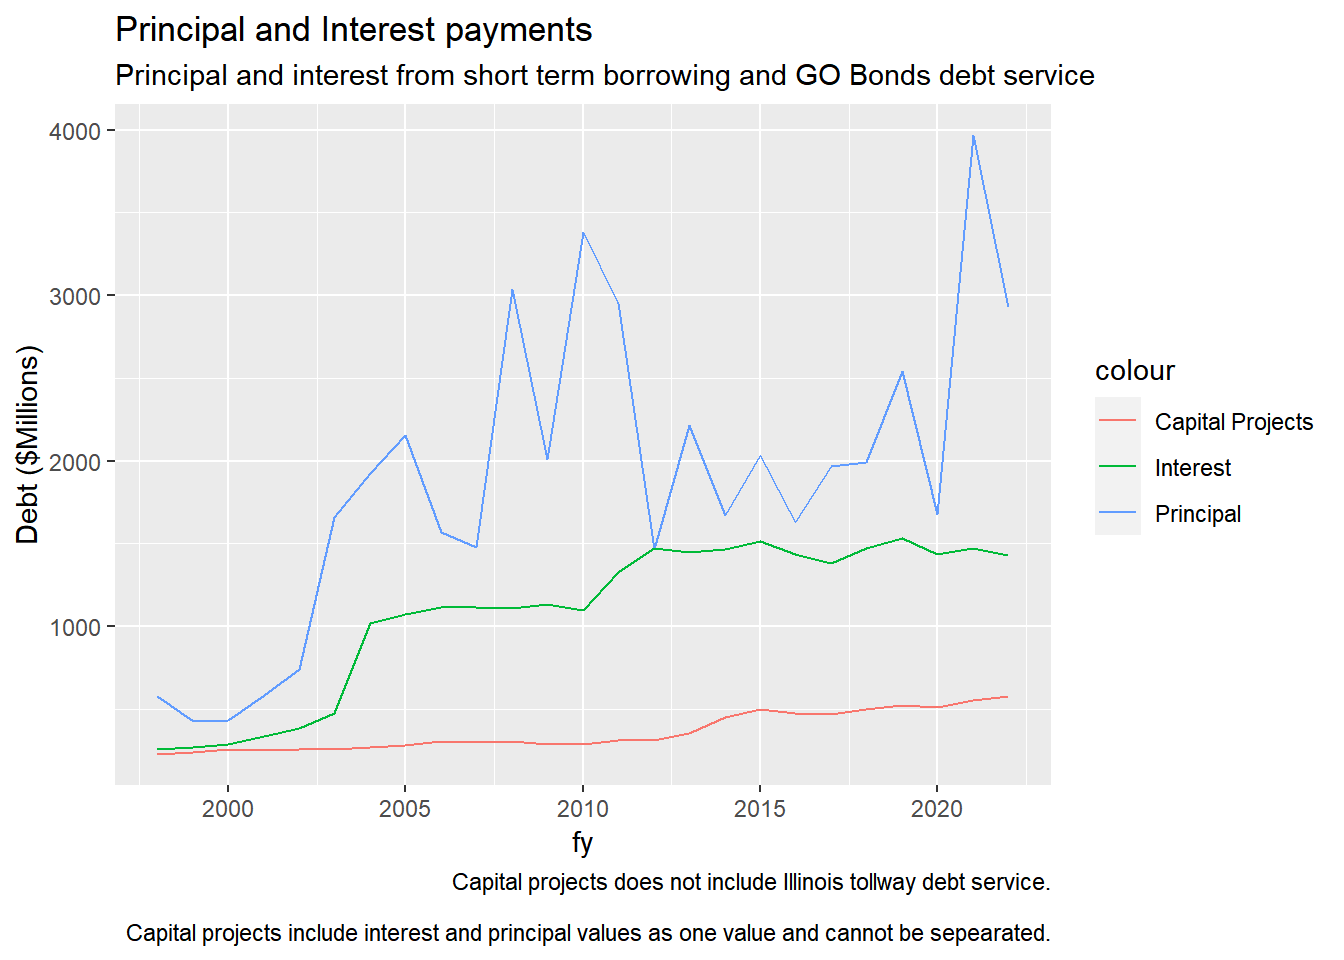 Principal and Interest payments
Principal and interest from short term borrowing and GO Bonds debt service
4000
3000
2000
1000
Debt ($Millions)
2000
2005
2010
2015
2020
fy
colour
Capital Projects
Interest
Principal
Capital projects does not include Illinois tollway debt service.
Capital projects include interest and principal values as one value and cannot be sepearated.